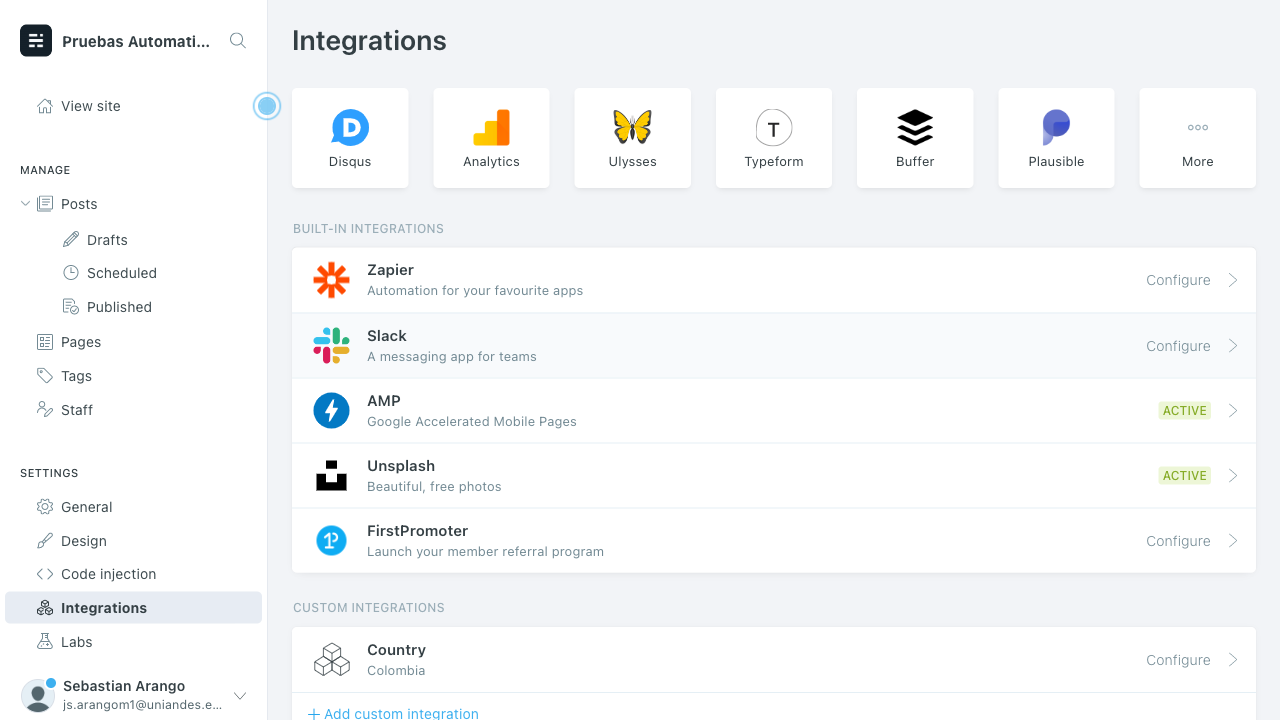 Pruebas Automati...
View site
MANAGE
Posts
Drafts
Scheduled
Published
Pages
Tags
Staff
SETTINGS
General
Design
Code injection
Integrations
Labs
Sebastian Arango
js.arangom1@uniandes.e...
Integrations
Disqus
Analytics
Ulysses
T
Typeform
Buffer
Plausible
More
BUILT-IN INTEGRATIONS
Zapier
Automation for your favourite apps
Configure
Slack
A messaging app for teams
Configure
AMP
Google Accelerated Mobile Pages
ACTIVE
Unsplash
Beautiful, free photos
ACTIVE
FirstPromoter
Launch your member referral program
Configure
CUSTOM INTEGRATIONS
Country
Colombia
Configure
+ Add custom integration